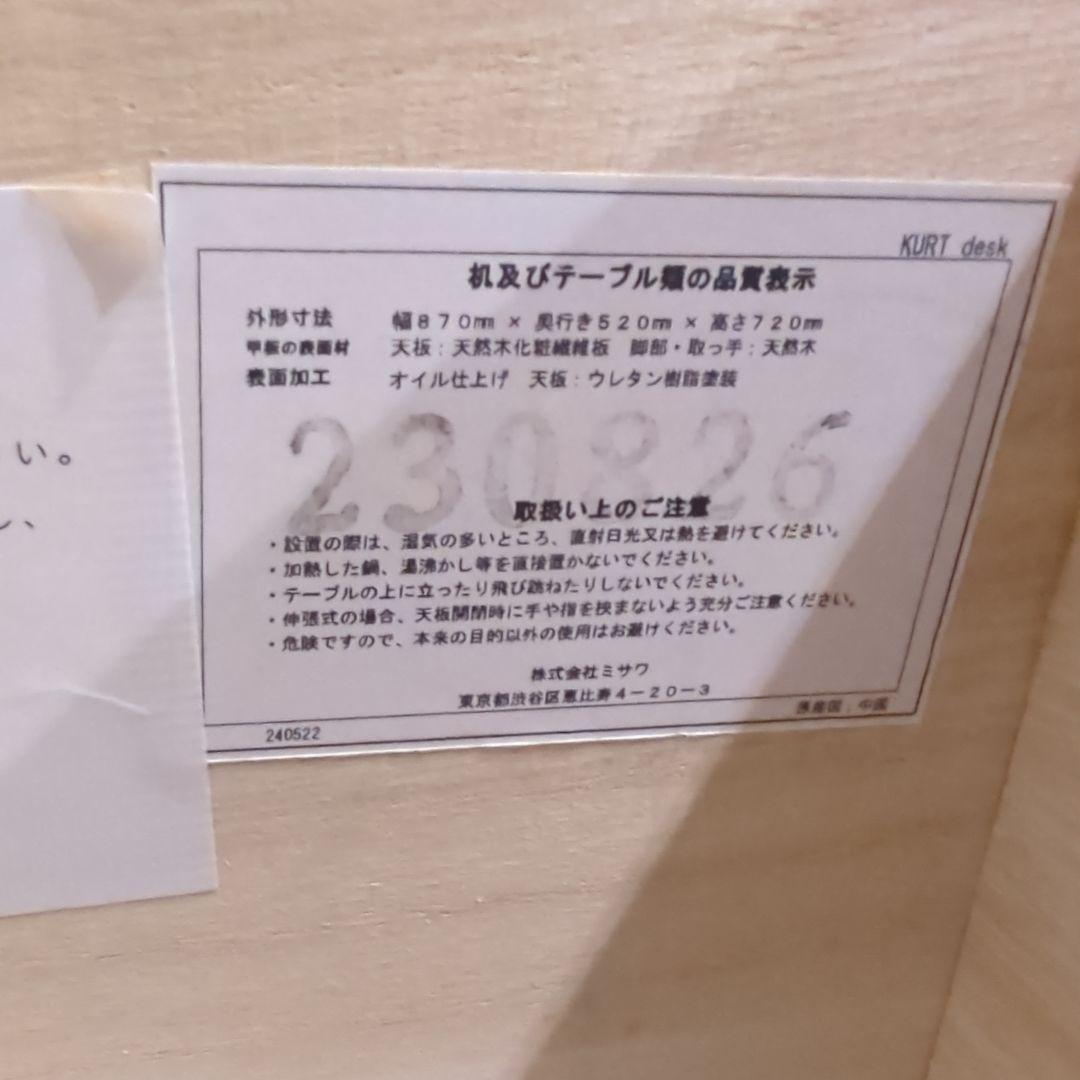 KURT desk
机及びテーブル類の品質表示
外形寸法 幅870mm × 奥行き520mm × 高さ720mm
甲板の表面材 天板:天然木化粧繊維板 脚部・取っ手:天然木
表面加工 オイル仕上げ 天板:ウレタン樹脂塗装
230826
取扱い上のご注意
・設置の際は、湿気の多いところ、直射日光又は熱を避けてください。
・加熱した鍋、湯沸かし等を直接置かないでください。
・テーブルの上に立ったり飛び跳ねたりしないでください。
・伸張式の場合、天板開閉時に手や指を挟まないよう充分ご注意ください。
・危険ですので、本来の目的以外の使用はお避けください。
株式会社ミサワ
東京都渋谷区恵比寿4-20-3
原産国:中国
240522
い。